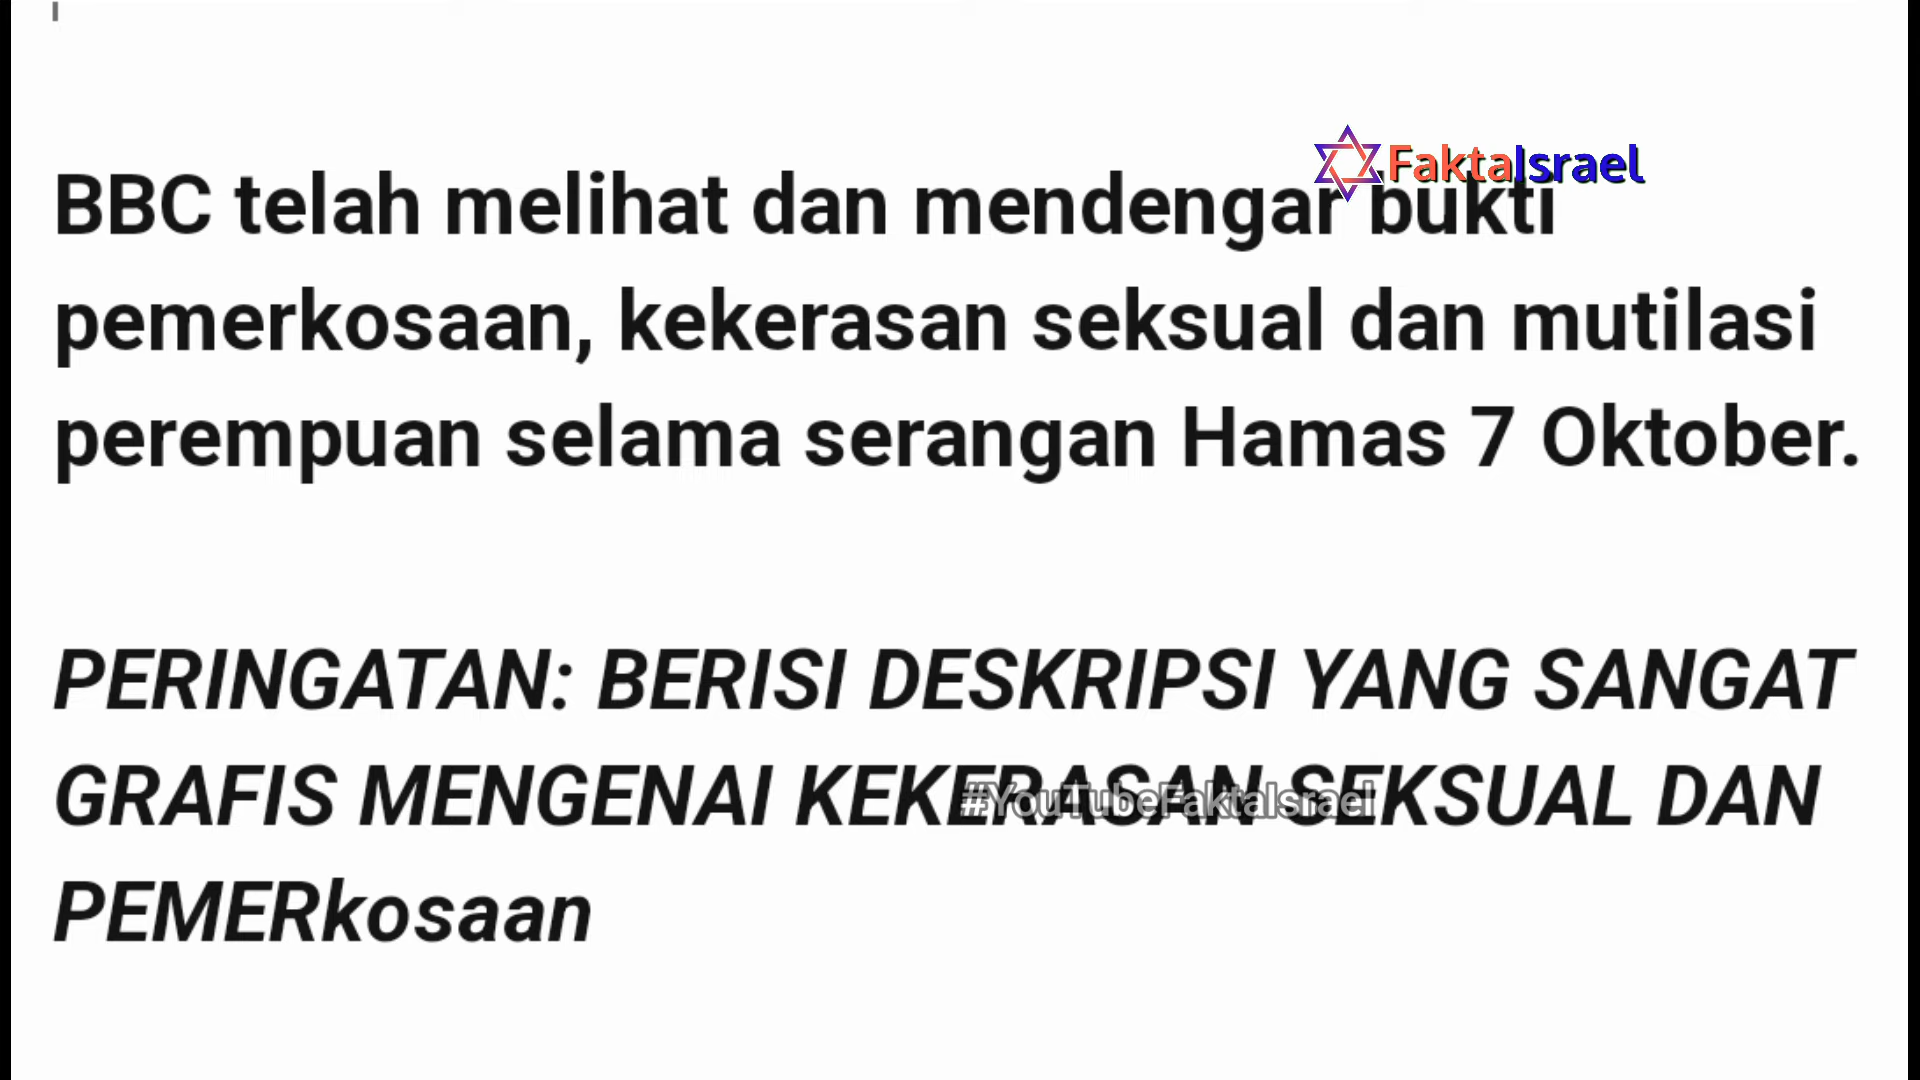 FaktaIsrael
BBC telah melihat dan mendengar bukti
pemerkosaan, kekerasan seksual dan mutilasi
perempuan selama serangan Hamas 7 Oktober.
PERINGATAN: BERISI DESKRIPSI YANG SANGAT
GRAFIS MENGENAI KEKERASAN SEKSUAL DAN
#YouTubeFaktaIsrael
PEMERkosaan